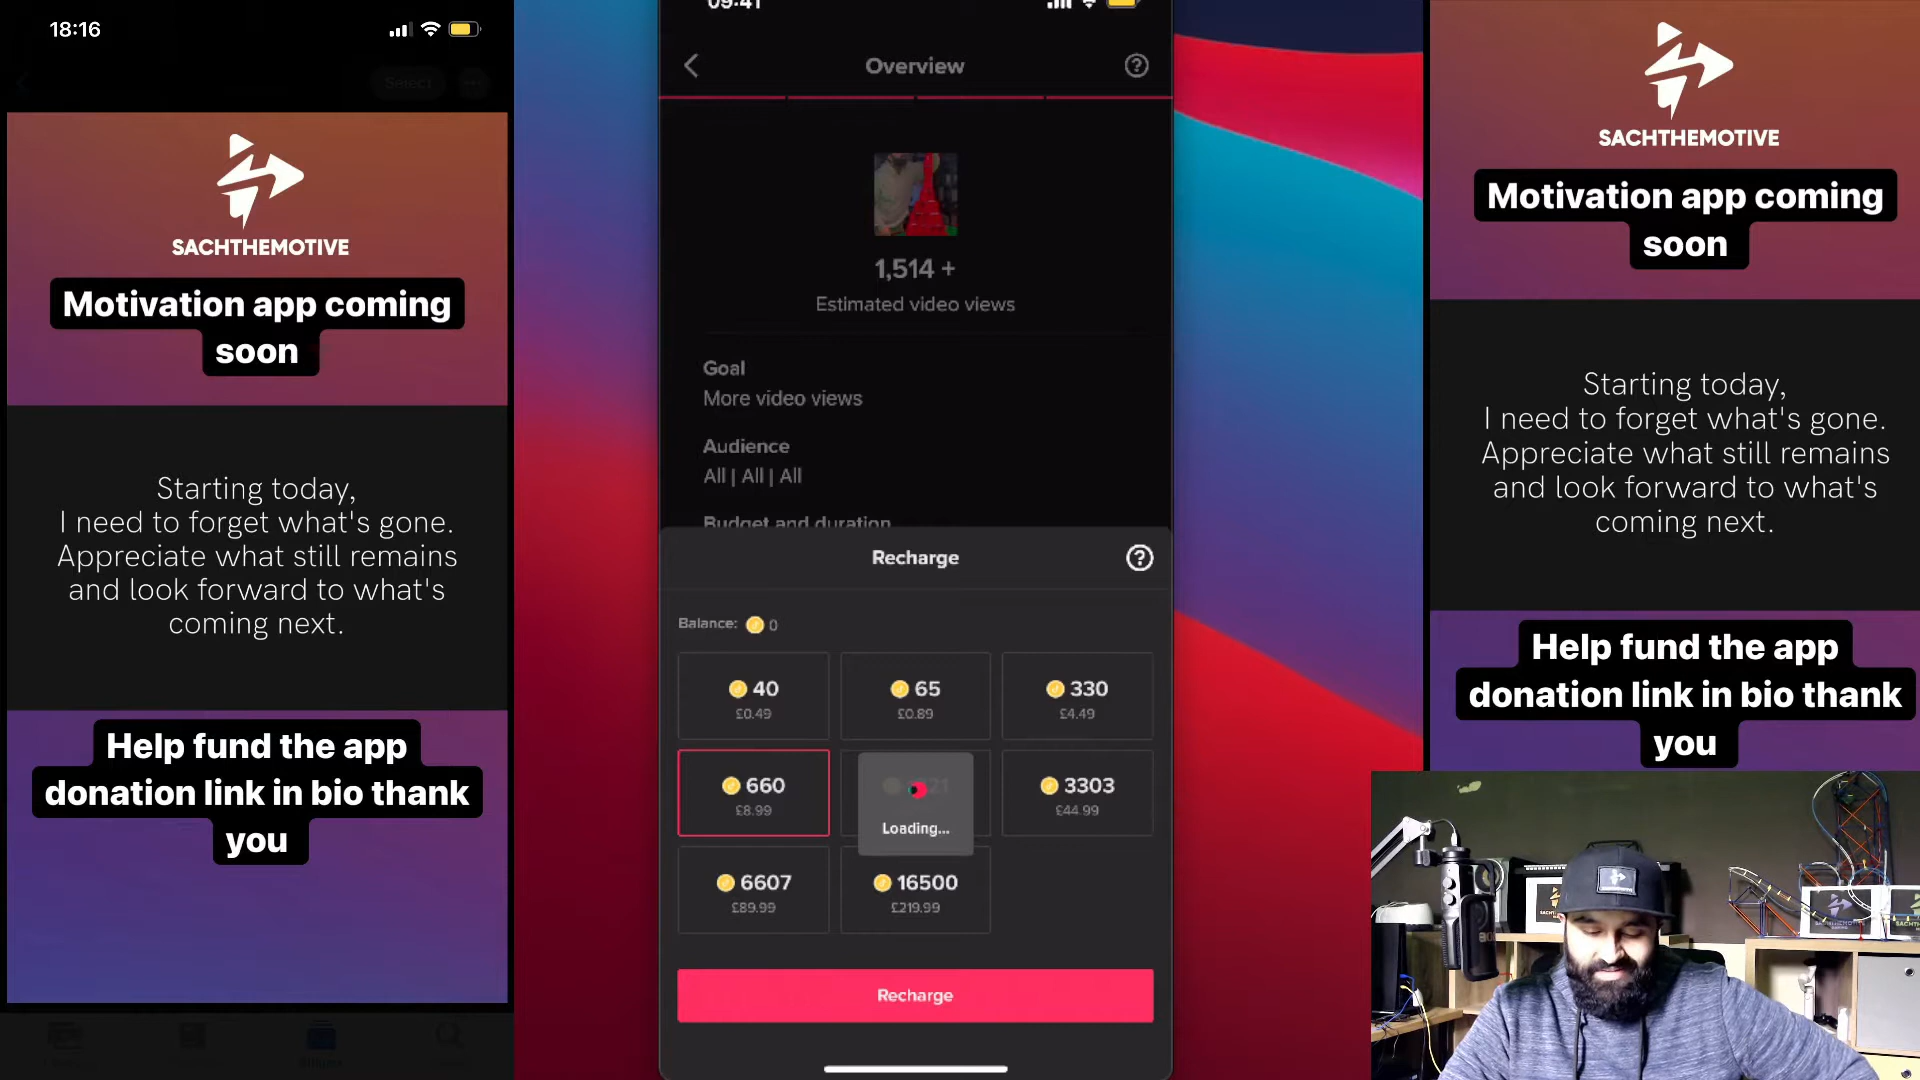 18:16
Select
SACHTHEMOTIVE
Motivation app coming
soon
Starting today,
I need to forget what's gone.
Appreciate what still remains
and look forward to what's
coming next.
Help fund the app
donation link in bio thank
you
09:41
Overview
1,514 +
Estimated video views
Goal
More video views
Audience
All | All | All
Budget and duration
Recharge
Balance: 0
40
£0.49
65
£0.89
330
£4.49
660
£8.99
Loading...
3303
£44.99
6607
£89.99
16500
£219.99
Recharge
SACHTHEMOTIVE
Motivation app coming
soon
Starting today,
I need to forget what's gone.
Appreciate what still remains
and look forward to what's
coming next.
Help fund the app
donation link in bio thank
you